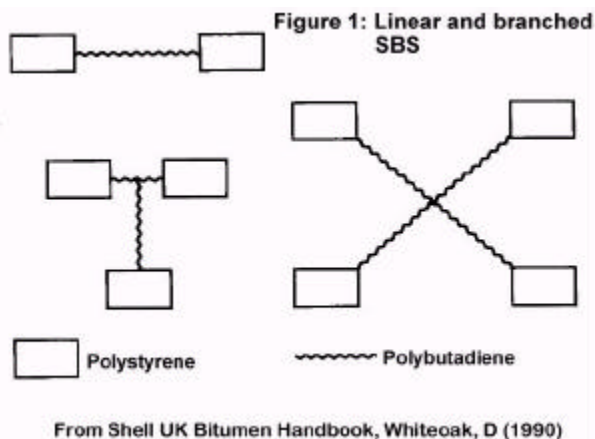 Figure 1: Linear and branched
SBS
Polystyrene
Polybutadiene
From Shell UK Bitumen Handbook, Whiteoak, D (1990)